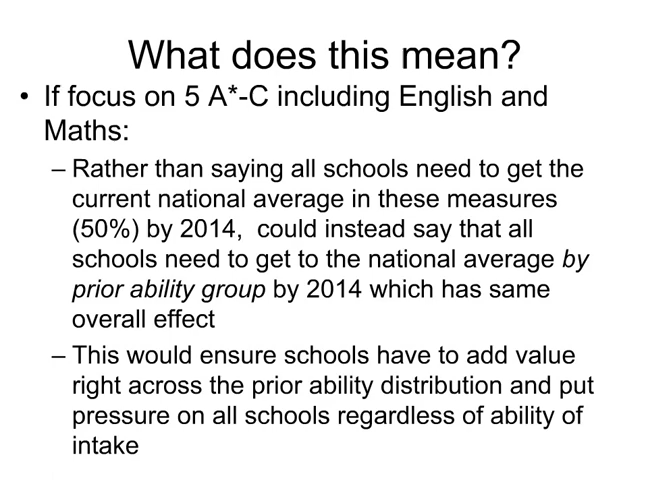 What does this mean?
• If focus on 5 A*-C including English and
Maths:
– Rather than saying all schools need to get the
current national average in these measures
(50%) by 2014,  could instead say that all
schools need to get to the national average by
prior ability group by 2014 which has same
overall effect
– This would ensure schools have to add value
right across the prior ability distribution and put
pressure on all schools regardless of ability of
intake